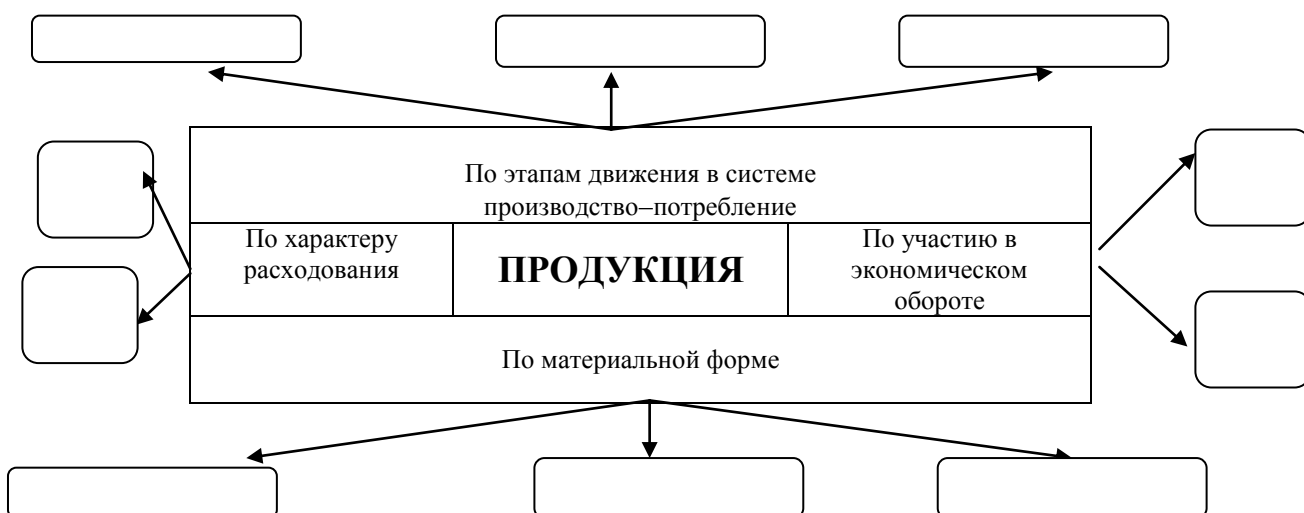 По этапам движения в системе
производство–потребление
По характеру
расходования
ПРОДУКЦИЯ
По участию в
экономическом
обороте
По материальной форме